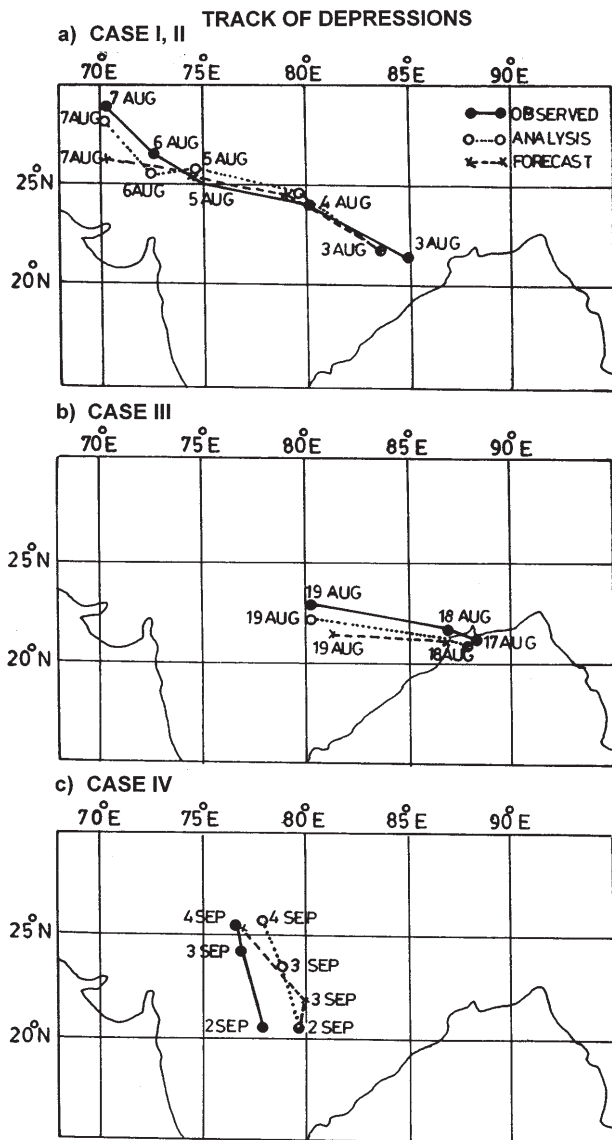 TRACK OF DEPRESSIONS
a) CASE I, II
70°E 75°E 80°E 85°E 90°E
7 AUG
OBSERVED
7AUG
6 AUG
ANALYSIS
7AUG
5 AUG
FORECAST
25°N
6AUG
5 AUG
4 AUG
3 AUG
3 AUG
20°N
b) CASE III
70°E 75°E 80°E 85°E 90°E
25°N
19 AUG
18 AUG
19 AUG
17 AUG
20°N
19 AUG
18AUG
c) CASE IV
70°E 75°E 80°E 85°E 90°E
4 SEP
4 SEP
25°N
3 SEP
3 SEP
3 SEP
20°N
2SEP
2 SEP